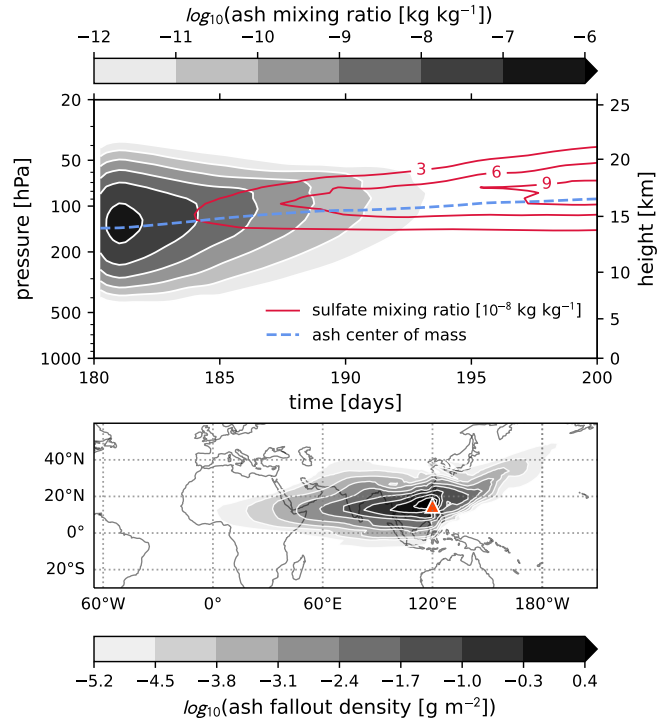 log₁₀(ash mixing ratio [kg kg⁻¹])
−12 −11 −10 −9 −8 −7 −6
20 50 100 200 500 1000
pressure [hPa]
3 6 9
25 20 15 10 5 0
height [km]
sulfate mixing ratio [10⁻⁸ kg kg⁻¹]
ash center of mass
180 185 190 195 200
time [days]
40°N
20°N
0°
20°S
60°W 0° 60°E 120°E 180°W
−5.2 −4.5 −3.8 −3.1 −2.4 −1.7 −1.0 −0.3 0.4
log₁₀(ash fallout density [g m⁻²])